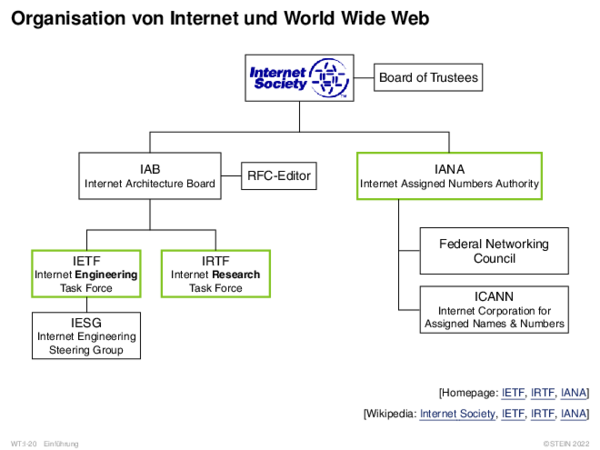 Organisation von Internet und World Wide Web
Internet
Society
TM
Board of Trustees
IAB
Internet Architecture Board
RFC-Editor
IANA
Internet Assigned Numbers Authority
IETF
Internet Engineering
Task Force
IRTF
Internet Research
Task Force
Federal Networking
Council
IESG
Internet Engineering
Steering Group
ICANN
Internet Corporation for
Assigned Names & Numbers
[Homepage: IETF, IRTF, IANA]
[Wikipedia: Internet Society, IETF, IRTF, IANA]
WT:I-20 Einführung
©STEIN 2022